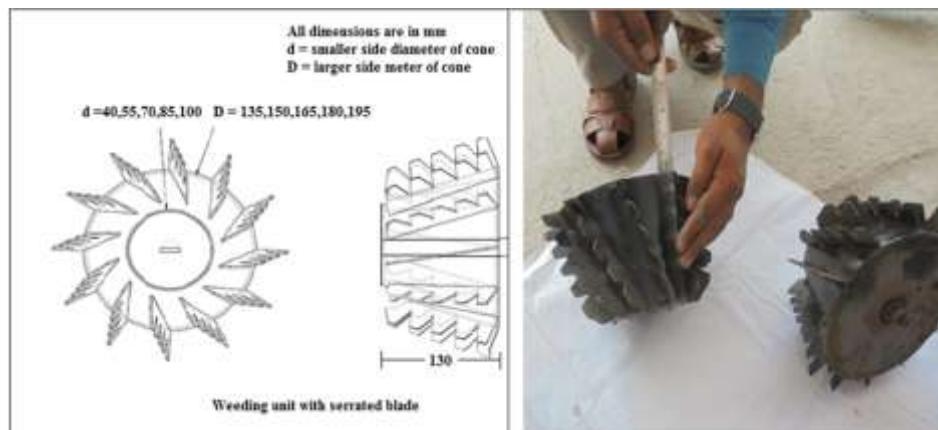 All dimensions are in mm
d = smaller side diameter of cone
D = larger side meter of cone
d =40,55,70,85,100 D = 135,150,165,180,195
130
Weeding unit with serrated blade